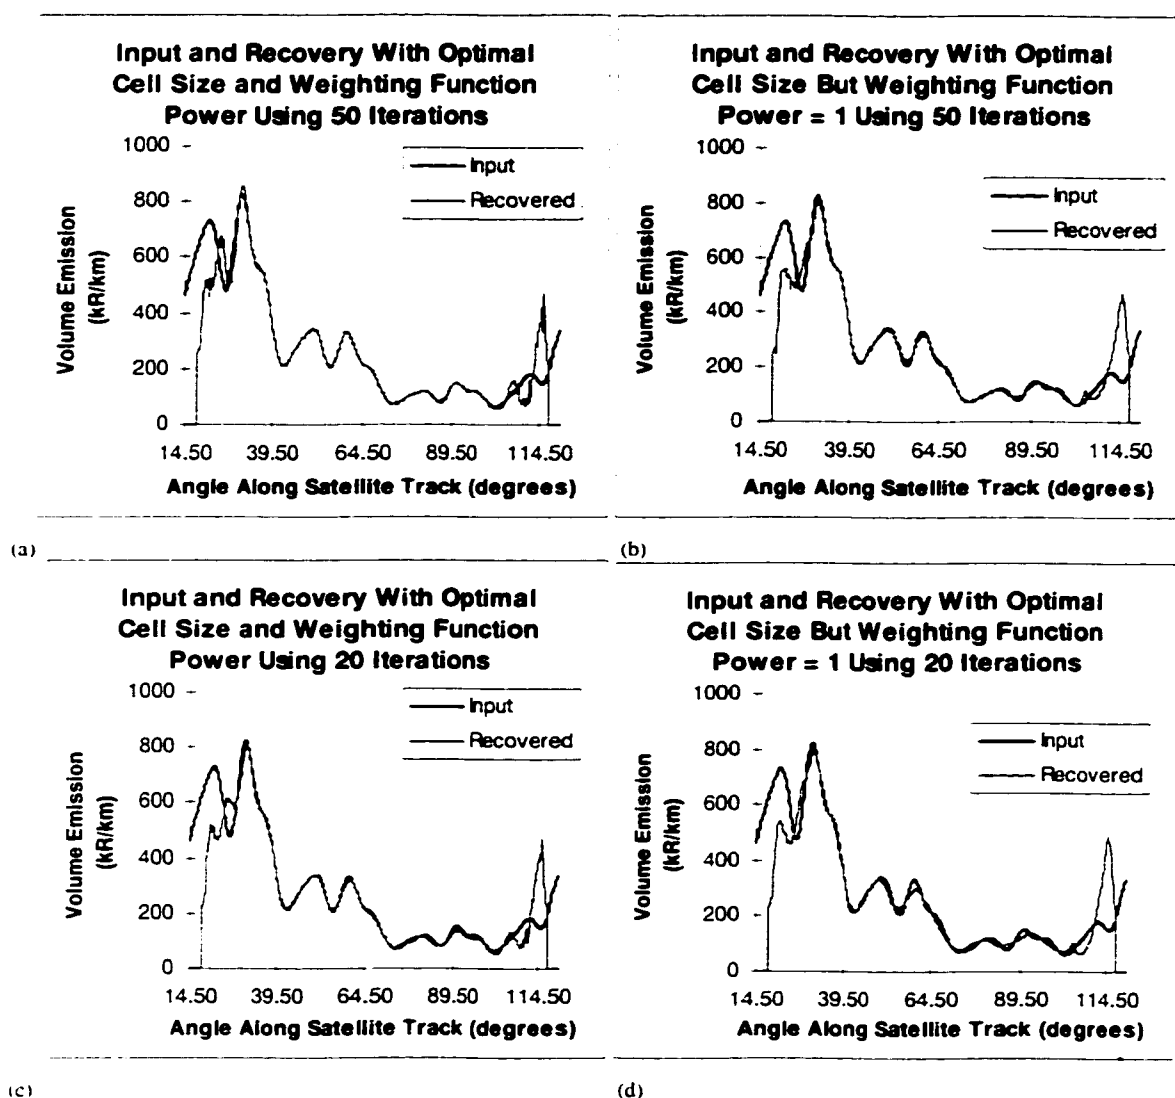 Input and Recovery With Optimal
Cell Size and Weighting Function
Power Using 50 Iterations
1000
800
600
400
200
0
Volume Emission
(kR/km)
Input
Recovered
14.50 39.50 64.50 89.50 114.50
Angle Along Satellite Track (degrees)
(a)
Input and Recovery With Optimal
Cell Size But Weighting Function
Power = 1 Using 50 Iterations
1000
800
600
400
200
0
Volume Emission
(kR/km)
Input
Recovered
14.50 39.50 64.50 89.50 114.50
Angle Along Satellite Track (degrees)
(b)
Input and Recovery With Optimal
Cell Size and Weighting Function
Power Using 20 Iterations
1000
800
600
400
200
0
Volume Emission
(kR/km)
Input
Recovered
14.50 39.50 64.50 89.50 114.50
Angle Along Satellite Track (degrees)
(c)
Input and Recovery With Optimal
Cell Size But Weighting Function
Power = 1 Using 20 Iterations
1000
800
600
400
200
0
Volume Emission
(kR/km)
Input
Recovered
14.50 39.50 64.50 89.50 114.50
Angle Along Satellite Track (degrees)
(d)